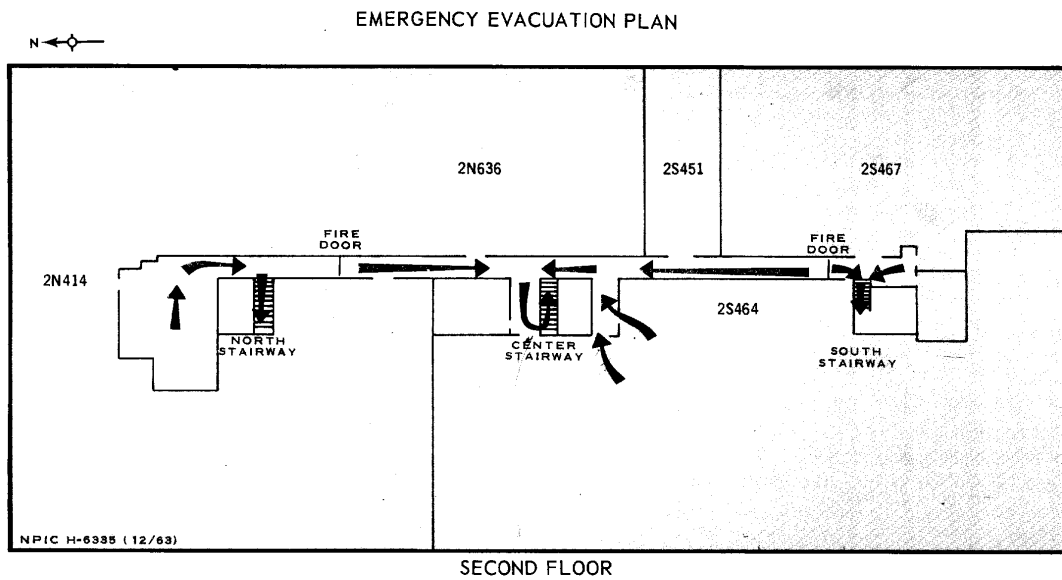 EMERGENCY EVACUATION PLAN
N
2N636
2S451
2S467
FIRE
DOOR
FIRE
DOOR
2N414
2S464
NORTH
STAIRWAY
CENTER
STAIRWAY
SOUTH
STAIRWAY
NPIC H-6335 (12/63)
SECOND FLOOR